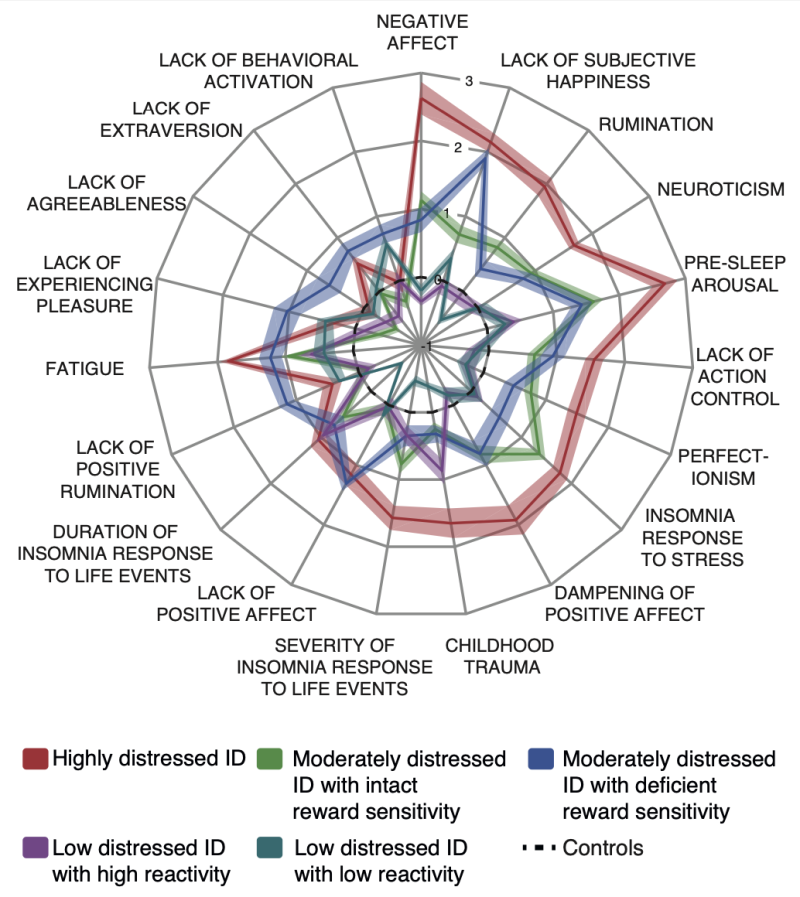 NEGATIVE
AFFECT
LACK OF SUBJECTIVE
HAPPINESS
RUMINATION
NEUROTICISM
PRE-SLEEP
AROUSAL
LACK OF
ACTION
CONTROL
PERFECT-
IONISM
INSOMNIA
RESPONSE
TO STRESS
DAMPENING OF
POSITIVE AFFECT
CHILDHOOD
TRAUMA
SEVERITY OF
INSOMNIA RESPONSE
TO LIFE EVENTS
LACK OF
POSITIVE AFFECT
DURATION OF
INSOMNIA RESPONSE
TO LIFE EVENTS
LACK OF
POSITIVE
RUMINATION
FATIGUE
LACK OF
EXPERIENCING
PLEASURE
LACK OF
AGREEABLENESS
LACK OF
EXTRAVERSION
LACK OF BEHAVIORAL
ACTIVATION
3
2
1
0
-1
Highly distressed ID
Moderately distressed
ID with intact
reward sensitivity
Moderately distressed
ID with deficient
reward sensitivity
Low distressed ID
with high reactivity
Low distressed ID
with low reactivity
Controls